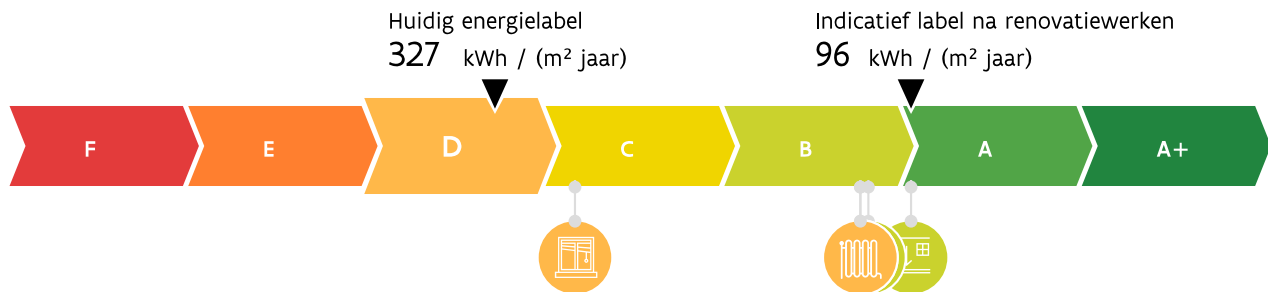 Huidig energielabel
327 kWh / (m² jaar)
Indicatief label na renovatiewerken
96 kWh / (m² jaar)
F E D C B A A+